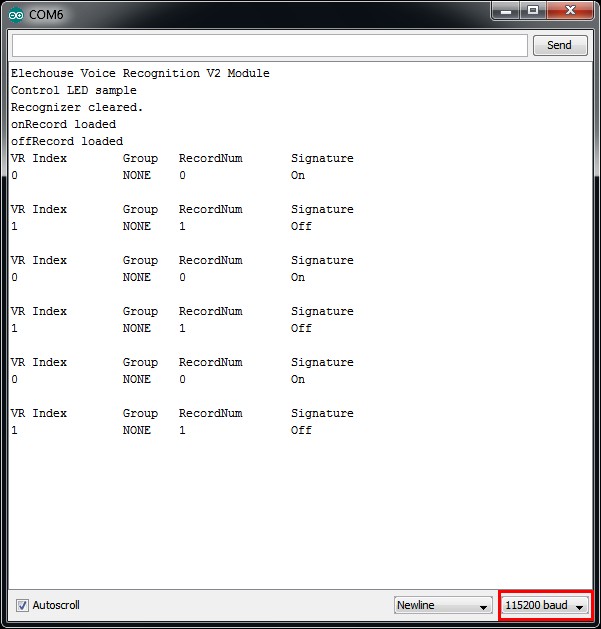 COM6
Send
Elechouse Voice Recognition V2 Module
Control LED sample
Recognizer cleared.
onRecord loaded
offRecord loaded
VR Index Group RecordNum Signature
0 NONE 0 On
VR Index Group RecordNum Signature
1 NONE 1 Off
VR Index Group RecordNum Signature
0 NONE 0 On
VR Index Group RecordNum Signature
1 NONE 1 Off
VR Index Group RecordNum Signature
0 NONE 0 On
VR Index Group RecordNum Signature
1 NONE 1 Off
Autoscroll Newline 115200 baud